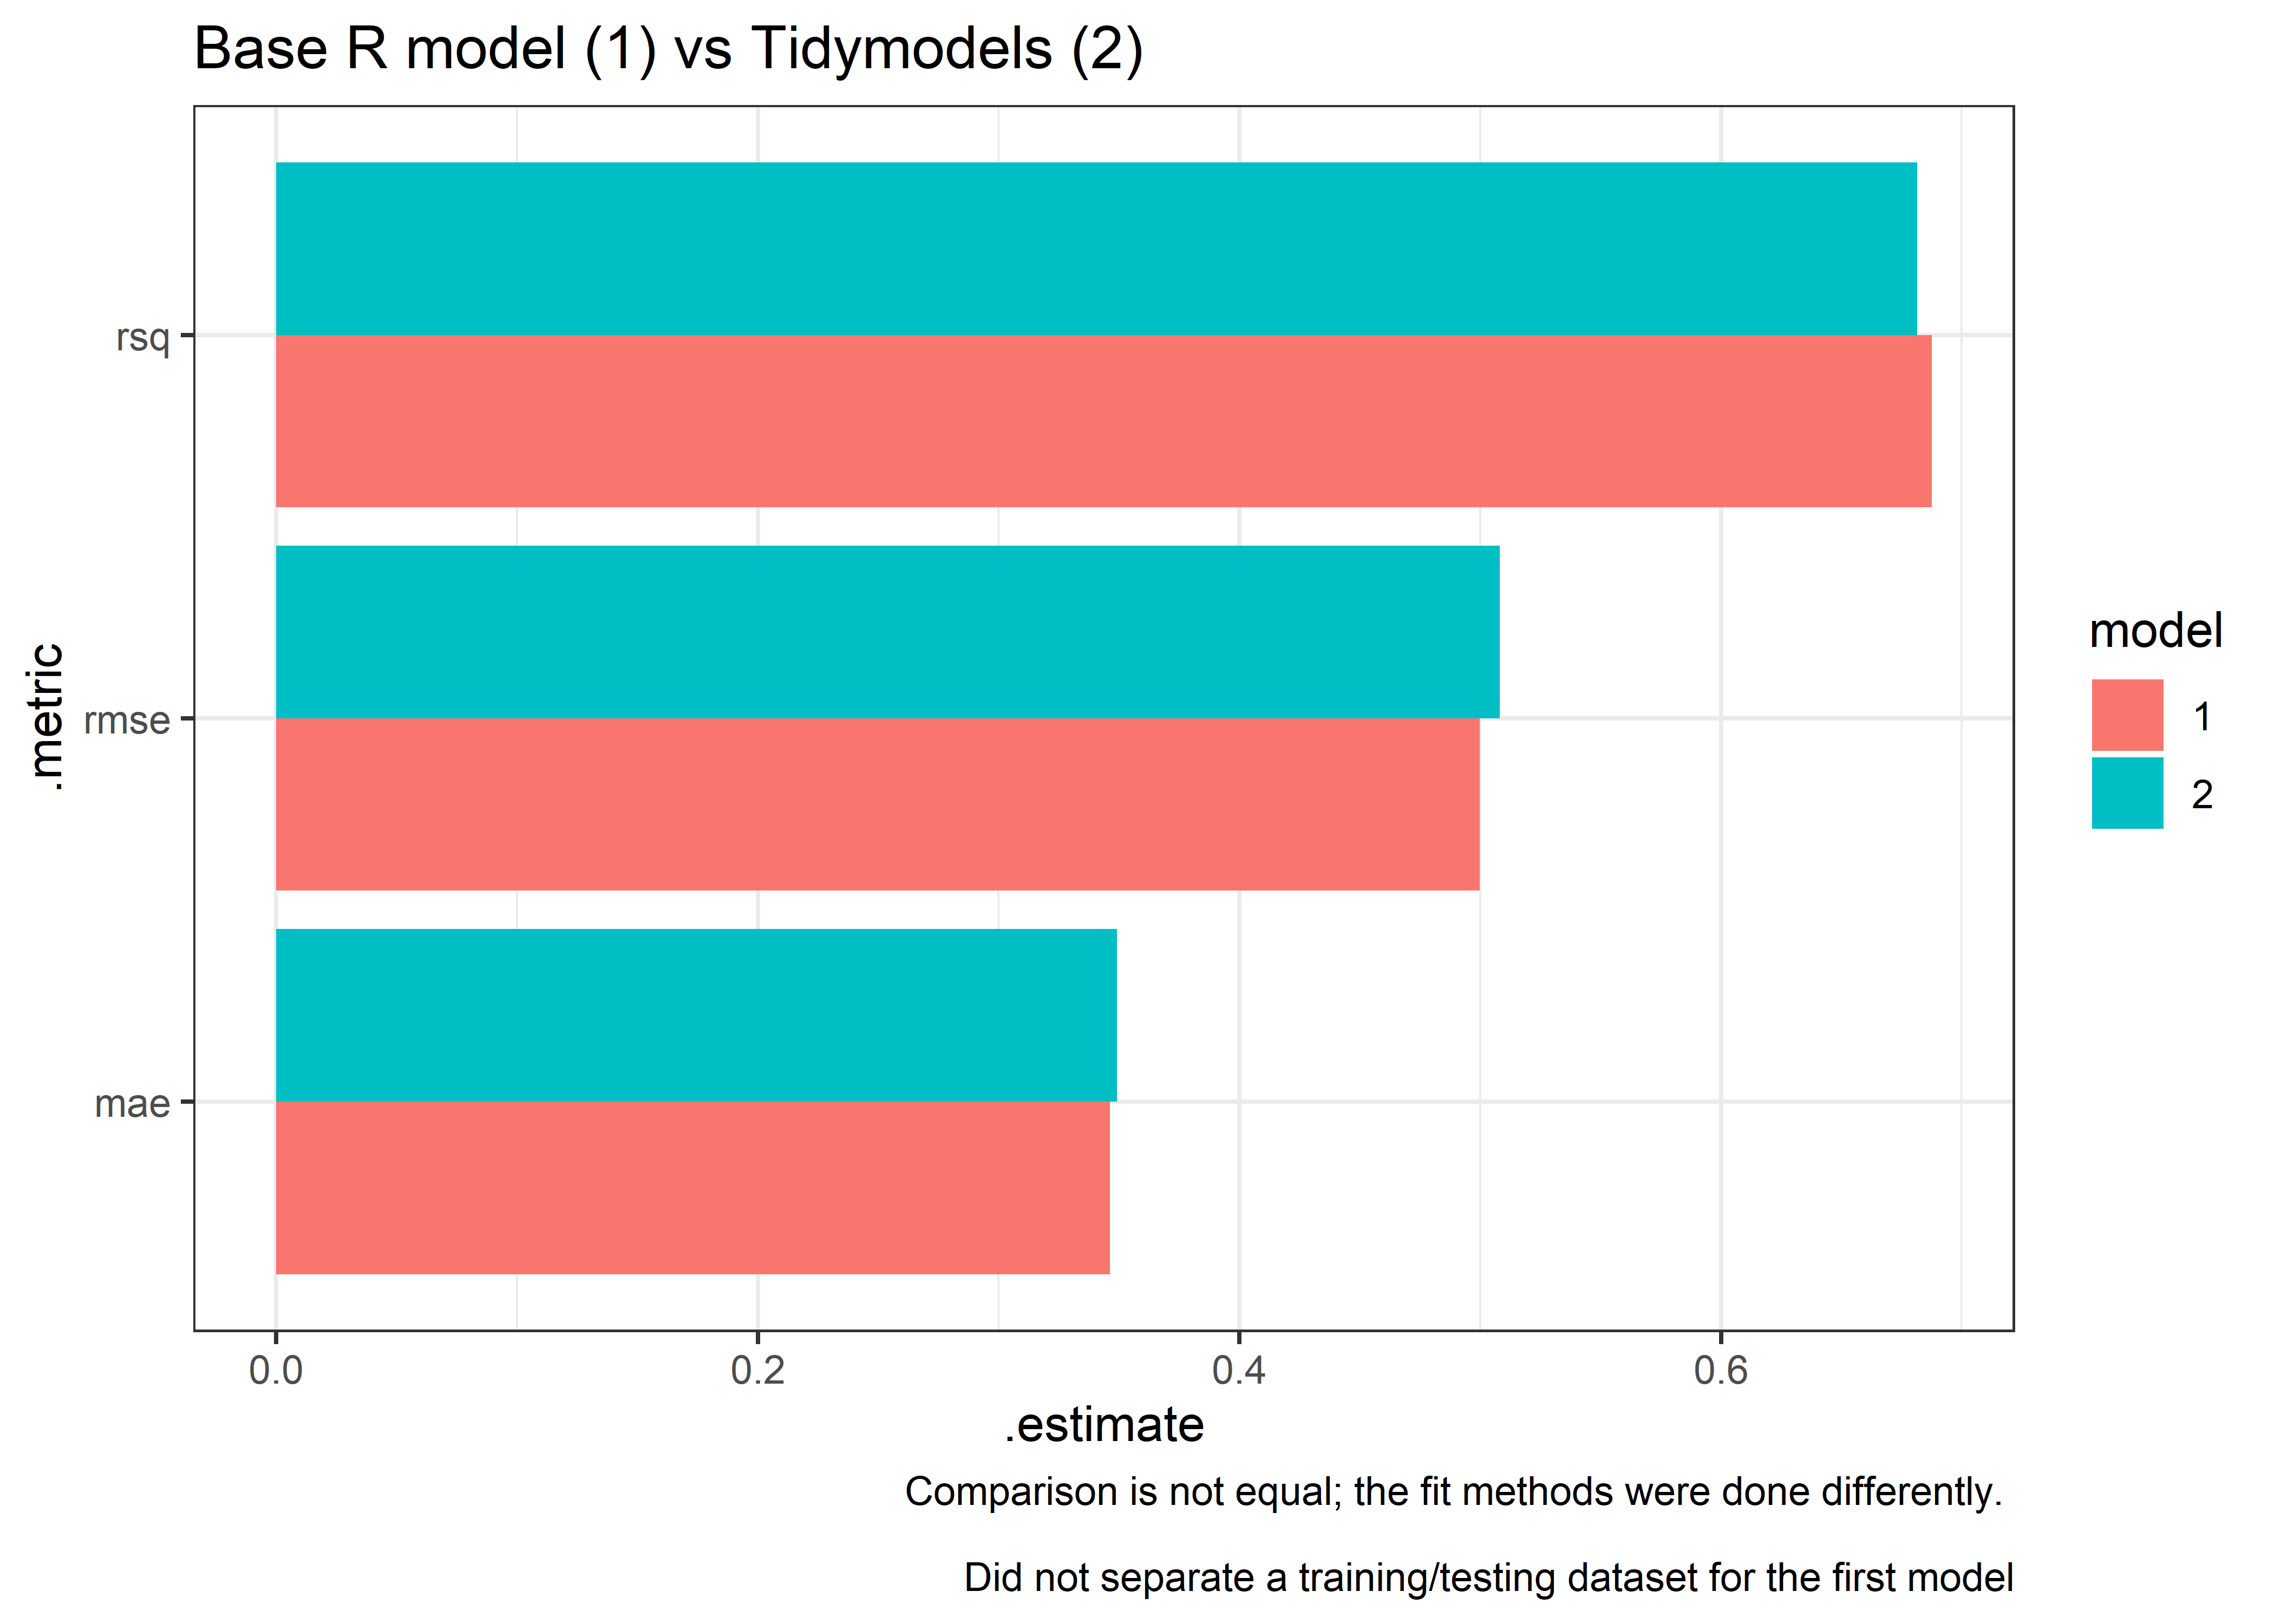 Base R model (1) vs Tidymodels (2)
.metric
rsq
rmse
mae
0.0 0.2 0.4 0.6
.estimate
model
1
2
Comparison is not equal; the fit methods were done differently.
Did not separate a training/testing dataset for the first model